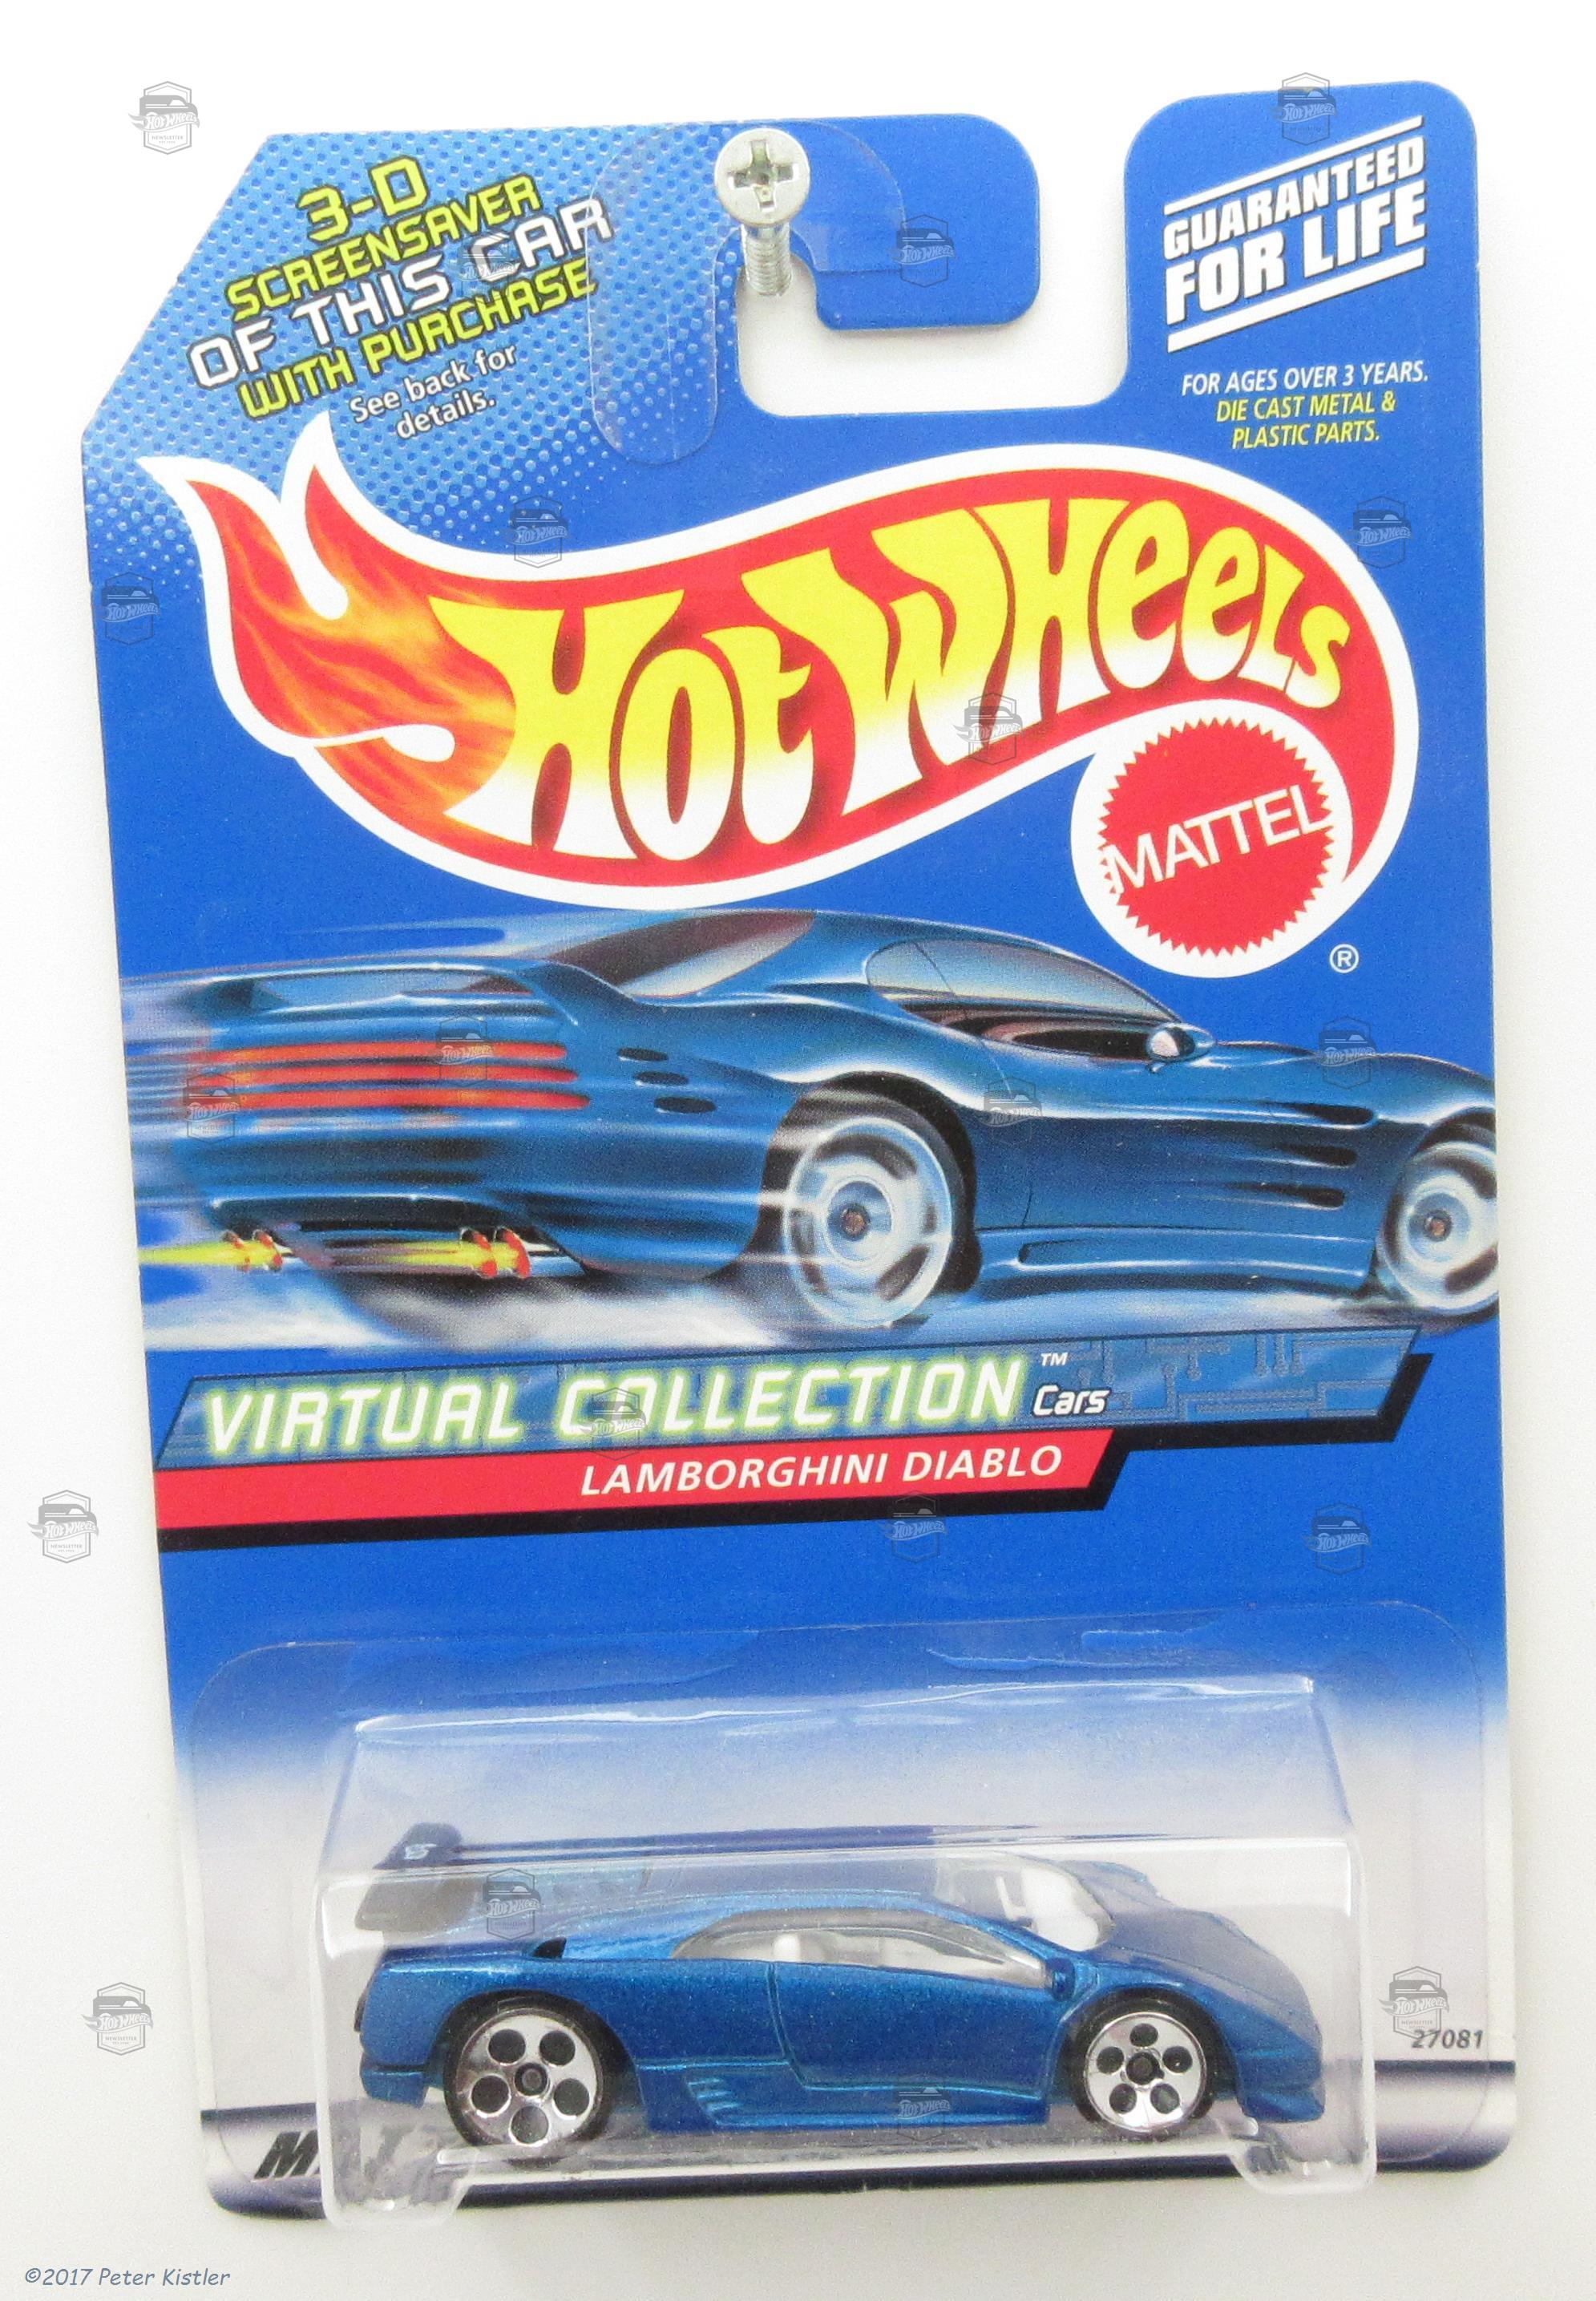 3-D
SCREENSAVER
OF THIS CAR
WITH PURCHASE
See back for
details.
GUARANTEED
FOR LIFE
FOR AGES OVER 3 YEARS.
DIE CAST METAL &
PLASTIC PARTS.
Hot Wheels
MATTEL
®
VIRTUAL COLLECTION™ Cars
LAMBORGHINI DIABLO
27081
©2017 Peter Kistler